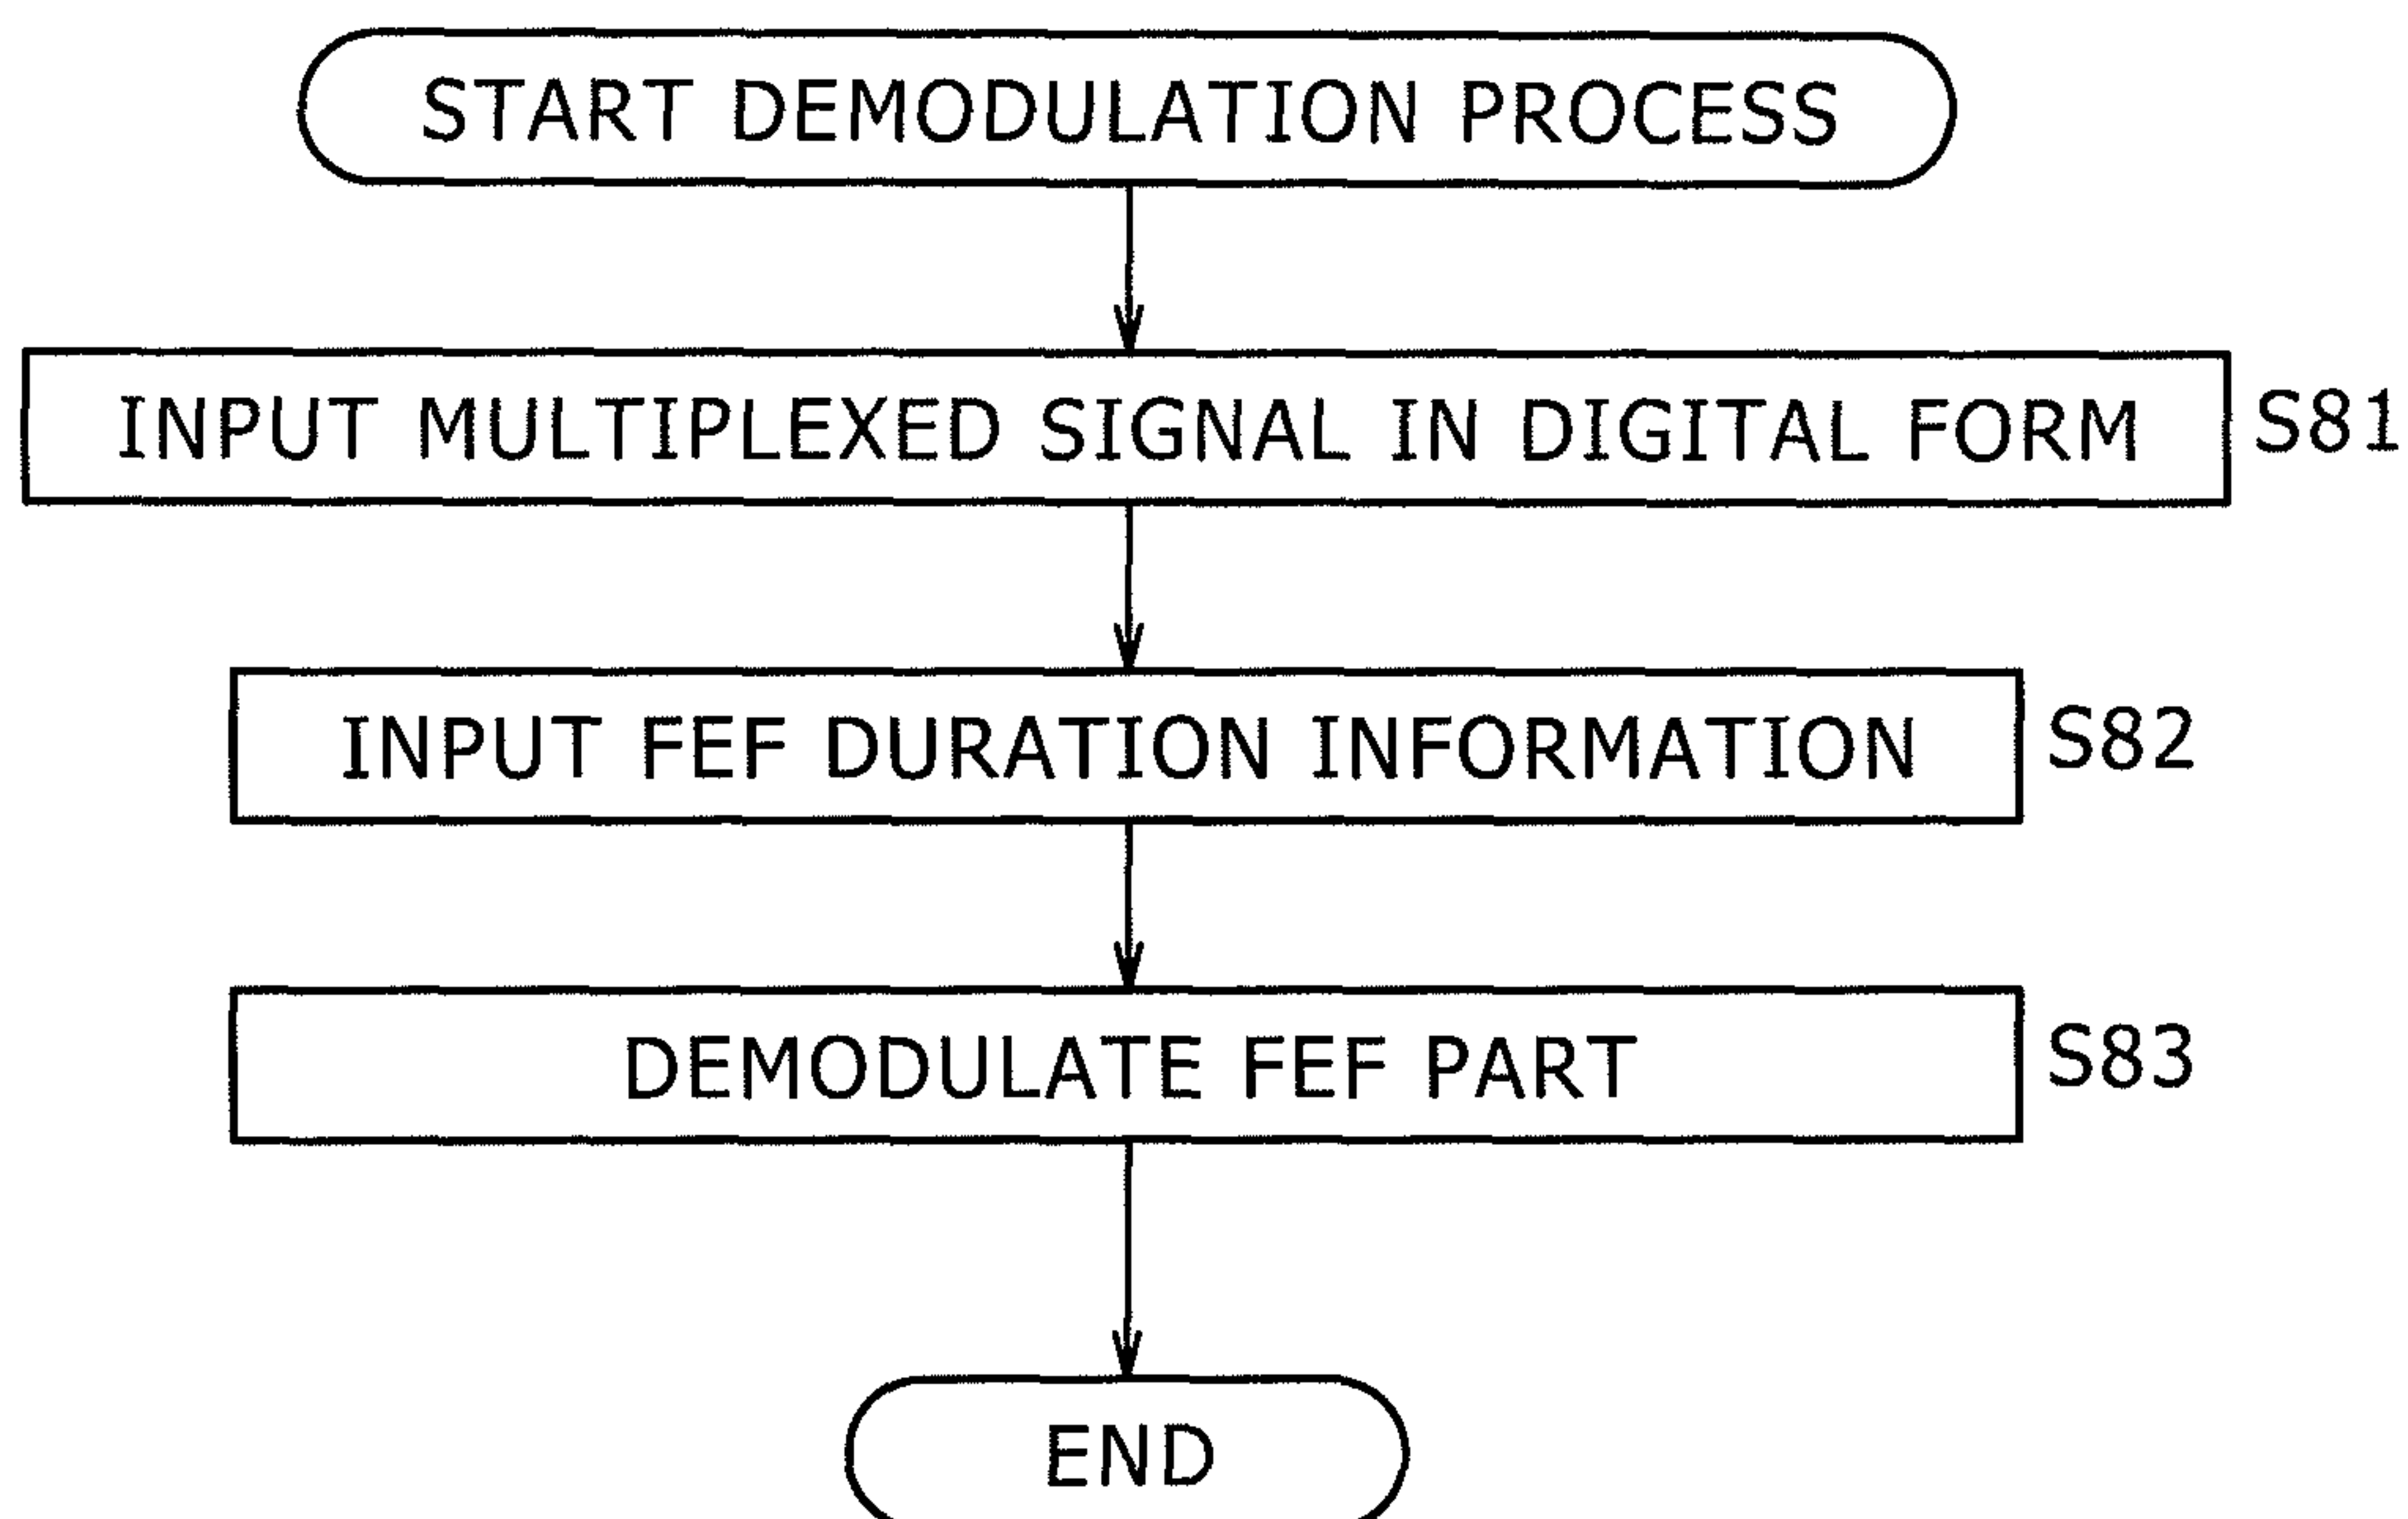 START DEMODULATION PROCESS
INPUT MULTIPLEXED SIGNAL IN DIGITAL FORM S81
INPUT FEF DURATION INFORMATION S82
DEMODULATE FEF PART S83
END